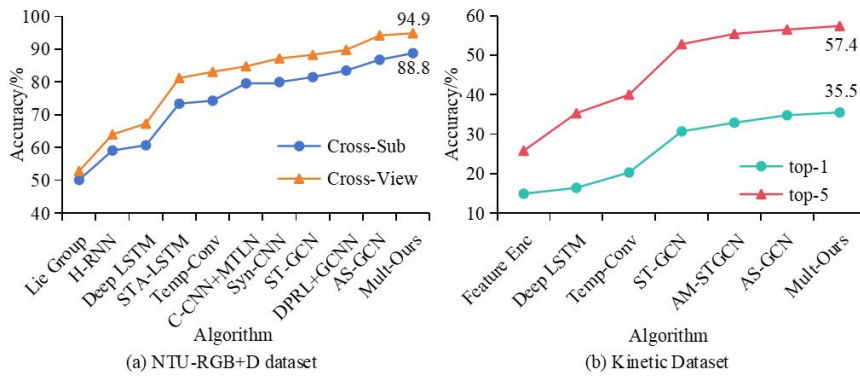 100
90
80
70
60
50
40
Accuracy/%
94.9
88.8
Cross-Sub
Cross-View
Lie Group
H-RNN
Deep LSTM
STA-LSTM
Temp-Conv
C-CNN+MTLN
Syn-CNN
ST-GCN
DPRL+GCNN
AS-GCN
Mult-Ours
Algorithm
(a) NTU-RGB+D dataset
60
50
40
30
20
10
Accuracy/%
57.4
35.5
top-1
top-5
Feature Enc
Deep LSTM
Temp-Conv
ST-GCN
AM-STGCN
AS-GCN
Mult-Ours
Algorithm
(b) Kinetic Dataset